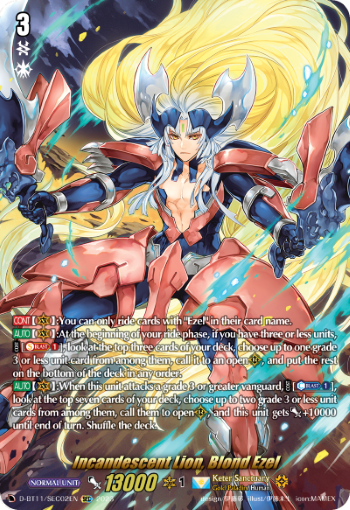 3
CONT【 】:You can only ride cards with "Ezel" in their card name.
AUTO【 】:At the beginning of your ride phase, if you have three or less units,
BLAST 1 , look at the top three cards of your deck, choose up to one grade
3 or less unit card from among them, call it to an open , and put the rest
on the bottom of the deck in any order.
AUTO【 】:When this unit attacks a grade 3 or greater vanguard, BLAST 1 ,
look at the top seven cards of your deck, choose up to two grade 3 or less unit
cards from among them, call them to open , and this unit gets +10000
until end of turn. Shuffle the deck.
Incandescent Lion, Blond Ezel
NORMAL UNIT
13000
1
Keter Sanctuary
Gold Paladin/Human
D-BT11/SEC02EN